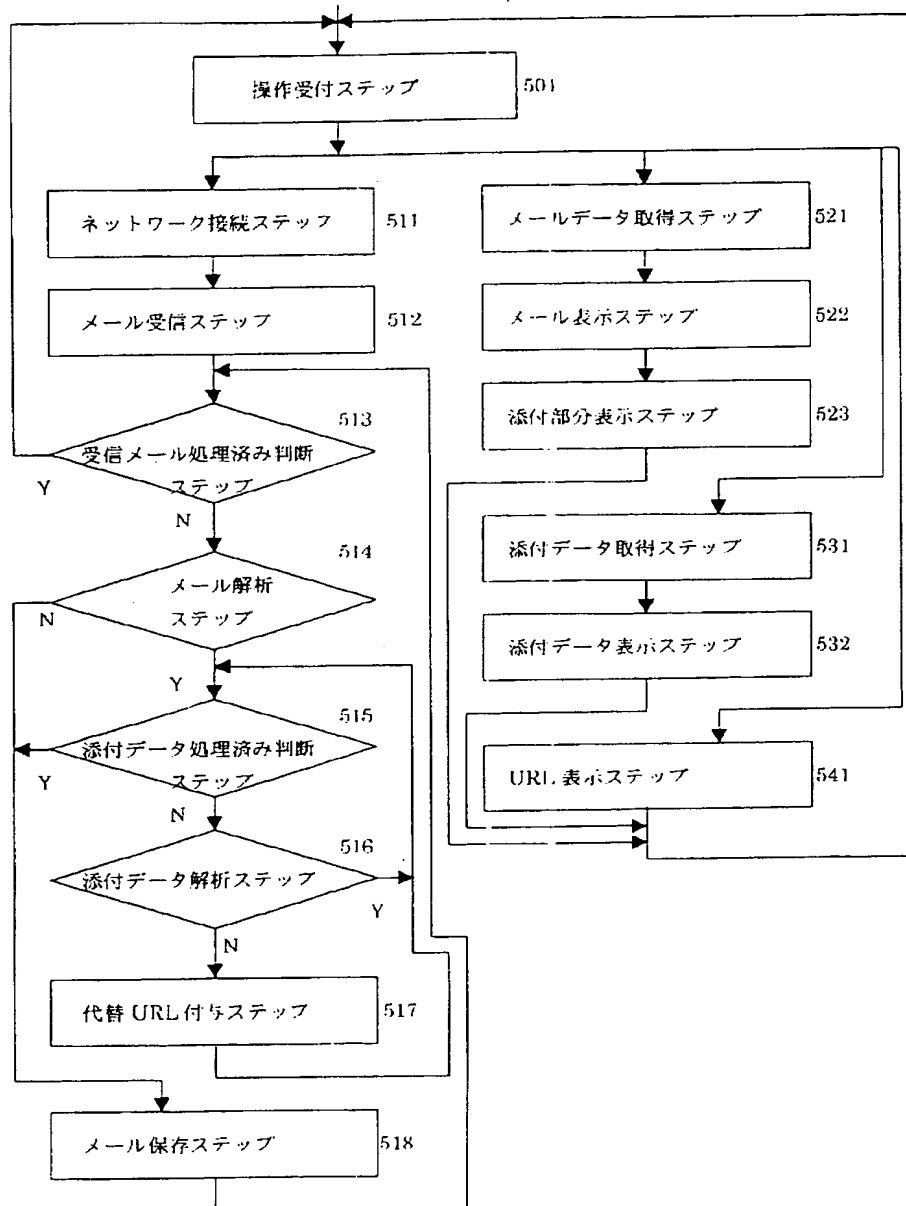 操作受付ステップ
501
ネットワーク接続ステップ
511
メール受信ステップ
512
513
受信メール処理済み判断
ステップ
Y
N
514
メール解析
ステップ
N
Y
515
添付データ処理済み判断
ステップ
Y
N
516
添付データ解析ステップ
Y
N
代替URL付与ステップ
517
メール保存ステップ
518
メールデータ取得ステップ
521
メール表示ステップ
522
添付部分表示ステップ
523
添付データ取得ステップ
531
添付データ表示ステップ
532
URL表示ステップ
541